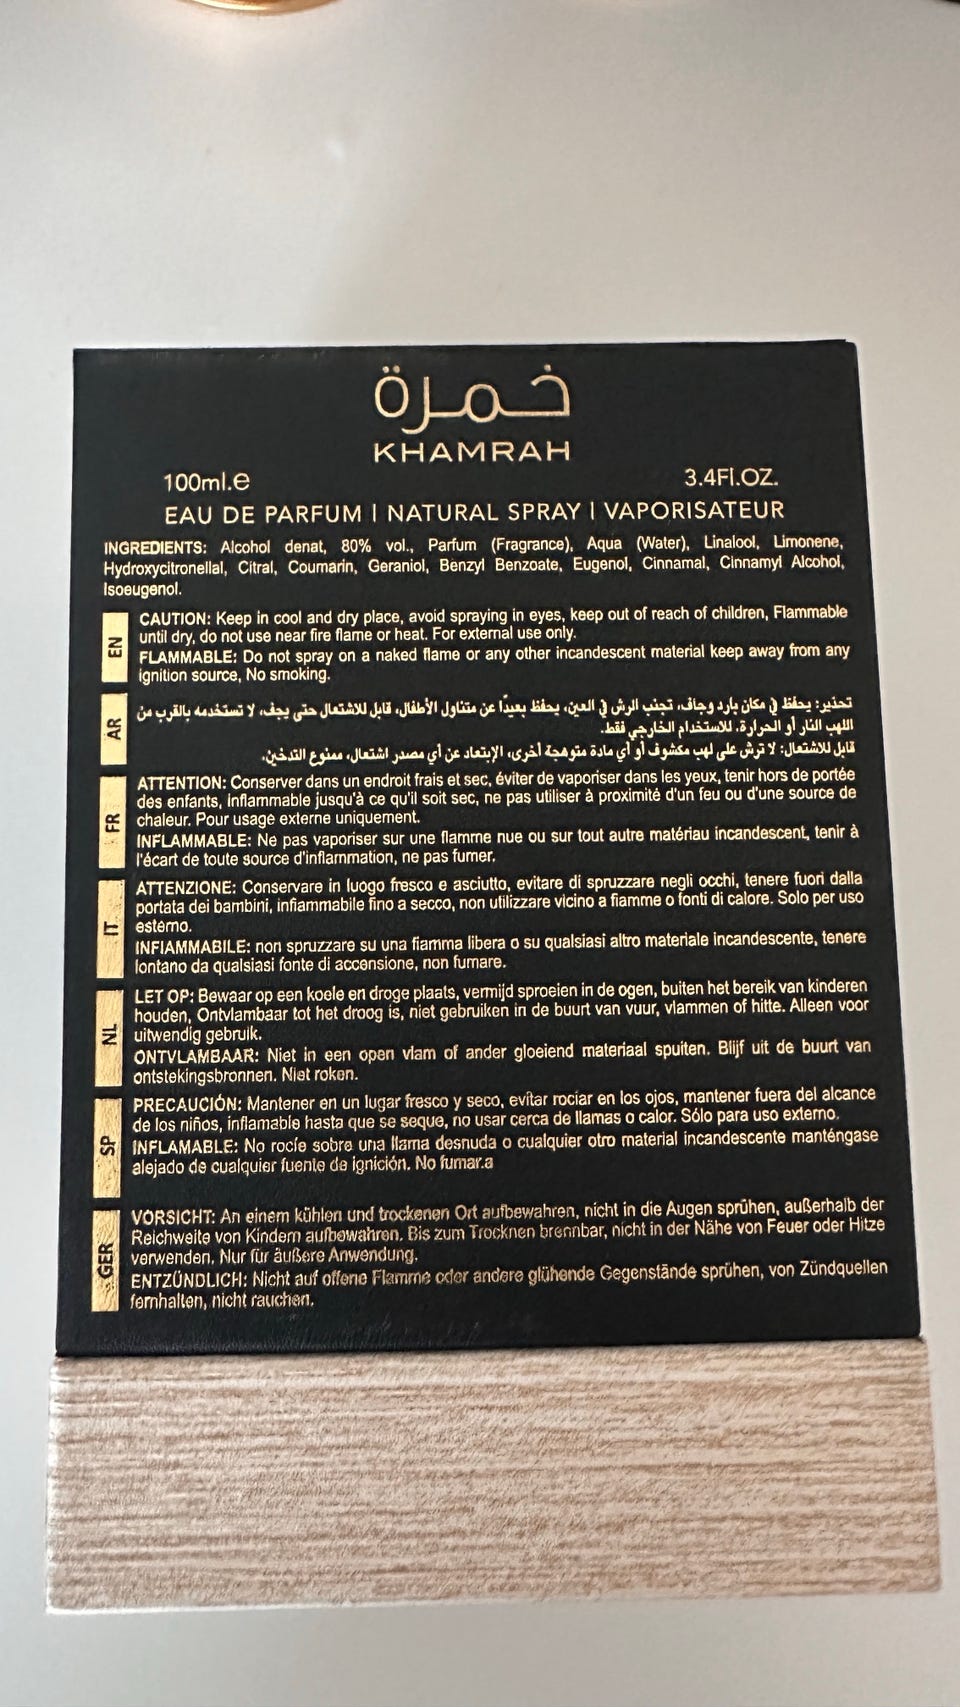 خمرة
KHAMRAH
100ml.e 3.4Fl.OZ.
EAU DE PARFUM | NATURAL SPRAY | VAPORISATEUR
INGREDIENTS: Alcohol denat, 80% vol., Parfum (Fragrance), Aqua (Water), Linalool, Limonene,
Hydroxycitronellal, Citral, Coumarin, Geraniol, Benzyl Benzoate, Eugenol, Cinnamal, Cinnamyl Alcohol,
Isoeugenol.
EN
CAUTION: Keep in cool and dry place, avoid spraying in eyes, keep out of reach of children, Flammable
until dry, do not use near fire flame or heat. For external use only.
FLAMMABLE: Do not spray on a naked flame or any other incandescent material keep away from any
ignition source, No smoking.
AR
تحذير: يحفظ في مكان بارد وجاف، تجنب الرش في العين، يحفظ بعيداً عن متناول الأطفال، قابل للاشتعال حتى يجف، لا تستخدمه بالقرب من
اللهب النار أو الحرارة. للاستخدام الخارجي فقط.
قابل للاشتعال: لا ترش على لهب مكشوف أو أي مادة متوهجة أخرى، الإبتعاد عن أي مصدر اشتعال، ممنوع التدخين.
FR
ATTENTION: Conserver dans un endroit frais et sec, éviter de vaporiser dans les yeux, tenir hors de portée
des enfants, Inflammable jusqu'à ce qu'il soit sec, ne pas utiliser à proximité d'un feu ou d'une source de
chaleur. Pour usage externe uniquement.
INFLAMMABLE: Ne pas vaporiser sur une flamme nue ou sur tout autre matériau incandescent, tenir à
l'écart de toute source d'inflammation, ne pas fumer.
IT
ATTENZIONE: Conservare in luogo fresco e asciutto, evitare di spruzzare negli occhi, tenere fuori dalla
portata dei bambini, infiammabile fino a secco, non utilizzare vicino a fiamme o fonti di calore. Solo per uso
esterno.
INFIAMMABILE: non spruzzare su una fiamma libera o su qualsiasi altro materiale incandescente, tenere
lontano da qualsiasi fonte di accensione, non fumare.
NL
LET OP: Bewaar op een koele en droge plaats, vermijd sproeien in de ogen, buiten het bereik van kinderen
houden, Ontvlambaar tot het droog is, niet gebruiken in de buurt van vuur, vlammen of hitte. Alleen voor
uitwendig gebruik.
ONTVLAMBAAR: Niet in een open vlam of ander gloeiend materiaal spuiten. Blijf uit de buurt van
ontstekingsbronnen. Niet roken.
SP
PRECAUCIÓN: Mantener en un lugar fresco y seco, evitar rociar en los ojos, mantener fuera del alcance
de los niños, inflamable hasta que se seque, no usar cerca de llamas o calor. Sólo para uso externo.
INFLAMABLE: No rocíe sobre una llama desnuda o cualquier otro material incandescente manténgase
alejado de cualquier fuente de ignición. No fumar.a
GER
VORSICHT: An einem kühlen und trockenen Ort aufbewahren, nicht in die Augen sprühen, außerhalb der
Reichweite von Kindern aufbewahren. Bis zum Trocknen brennbar, nicht in der Nähe von Feuer oder Hitze
verwenden, Nur für äußere Anwendung.
ENTZÜNDLICH: Nicht auf offene Flamme oder andere glühende Gegenstände sprühen, von Zündquellen
fernhalten, nicht rauchen.